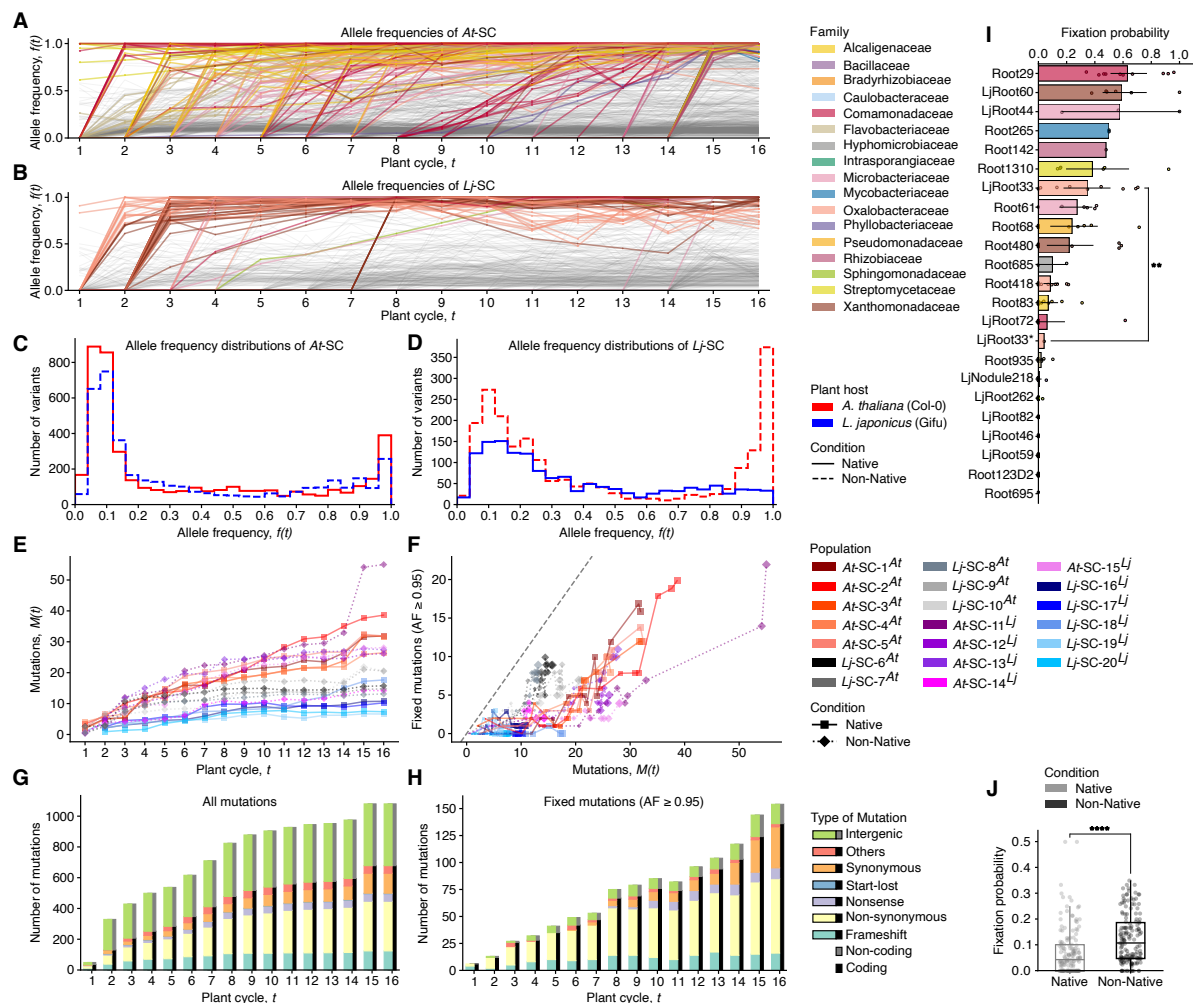 A
Allele frequencies of At-SC
Allele frequency, f(t)
1.0
0.5
0.0
1 2 3 4 5 6 7 8 9 10 11 12 13 14 15 16
Plant cycle, t
B
Allele frequencies of Lj-SC
Allele frequency, f(t)
1.0
0.5
0.0
1 2 3 4 5 6 7 8 9 10 11 12 13 14 15 16
Plant cycle, t
Family
Alcaligenaceae
Bacillaceae
Bradyrhizobiaceae
Caulobacteraceae
Comamonadaceae
Flavobacteriaceae
Hyphomicrobiaceae
Intrasporangiaceae
Microbacteriaceae
Mycobacteriaceae
Oxalobacteraceae
Phyllobacteriaceae
Pseudomonadaceae
Rhizobiaceae
Sphingomonadaceae
Streptomycetaceae
Xanthomonadaceae
I
Fixation probability
0.0 0.2 0.4 0.6 0.8 1.0
Root29
LjRoot60
LjRoot44
Root265
Root142
Root1310
LjRoot33
Root61
Root68
Root480
Root685
Root418
Root83
LjRoot72
LjRoot33*
Root935
LjNodule218
LjRoot262
LjRoot82
LjRoot46
LjRoot59
Root123D2
Root695
**
C
Allele frequency distributions of At-SC
Number of variants
800
600
400
200
0
0.0 0.1 0.2 0.3 0.4 0.5 0.6 0.7 0.8 0.9 1.0
Allele frequency, f(t)
D
Allele frequency distributions of Lj-SC
Number of variants
350
300
250
200
150
100
50
0
0.0 0.1 0.2 0.3 0.4 0.5 0.6 0.7 0.8 0.9 1.0
Allele frequency, f(t)
Plant host
A. thaliana (Col-0)
L. japonicus (Gifu)
Condition
Native
Non-Native
E
Mutations, M(t)
50
40
30
20
10
0
1 2 3 4 5 6 7 8 9 10 11 12 13 14 15 16
Plant cycle, t
F
Fixed mutations (AF ≥ 0.95)
20
15
10
5
0
0 10 20 30 40 50
Mutations, M(t)
Population
At-SC-1At
At-SC-2At
At-SC-3At
At-SC-4At
At-SC-5At
Lj-SC-6At
Lj-SC-7At
Lj-SC-8At
Lj-SC-9At
Lj-SC-10At
At-SC-11Lj
At-SC-12Lj
At-SC-13Lj
At-SC-14Lj
At-SC-15Lj
Lj-SC-16Lj
Lj-SC-17Lj
Lj-SC-18Lj
Lj-SC-19Lj
Lj-SC-20Lj
Condition
Native
Non-Native
G
All mutations
Number of mutations
1000
800
600
400
200
0
1 2 3 4 5 6 7 8 9 10 11 12 13 14 15 16
Plant cycle, t
H
Fixed mutations (AF ≥ 0.95)
Number of mutations
150
125
100
75
50
25
0
1 2 3 4 5 6 7 8 9 10 11 12 13 14 15 16
Plant cycle, t
Type of Mutation
Intergenic
Others
Synonymous
Start-lost
Nonsense
Non-synonymous
Frameshift
Non-coding
Coding
Condition
Native
Non-Native
J
****
Fixation probability
0.5
0.4
0.3
0.2
0.1
0.0
Native Non-Native